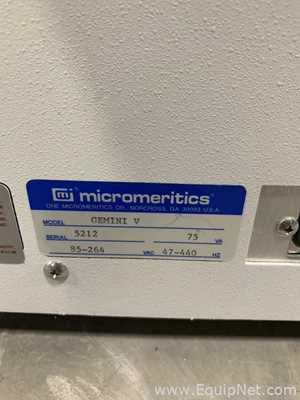 mi micromeritics®
ONE MICROMERITICS DR., NORCROSS, GA 30093 U.S.A.
MODEL GEMINI V
SERIAL 5212 75 VA
85-264 VAC 47-440 HZ
www.EquipNet.com